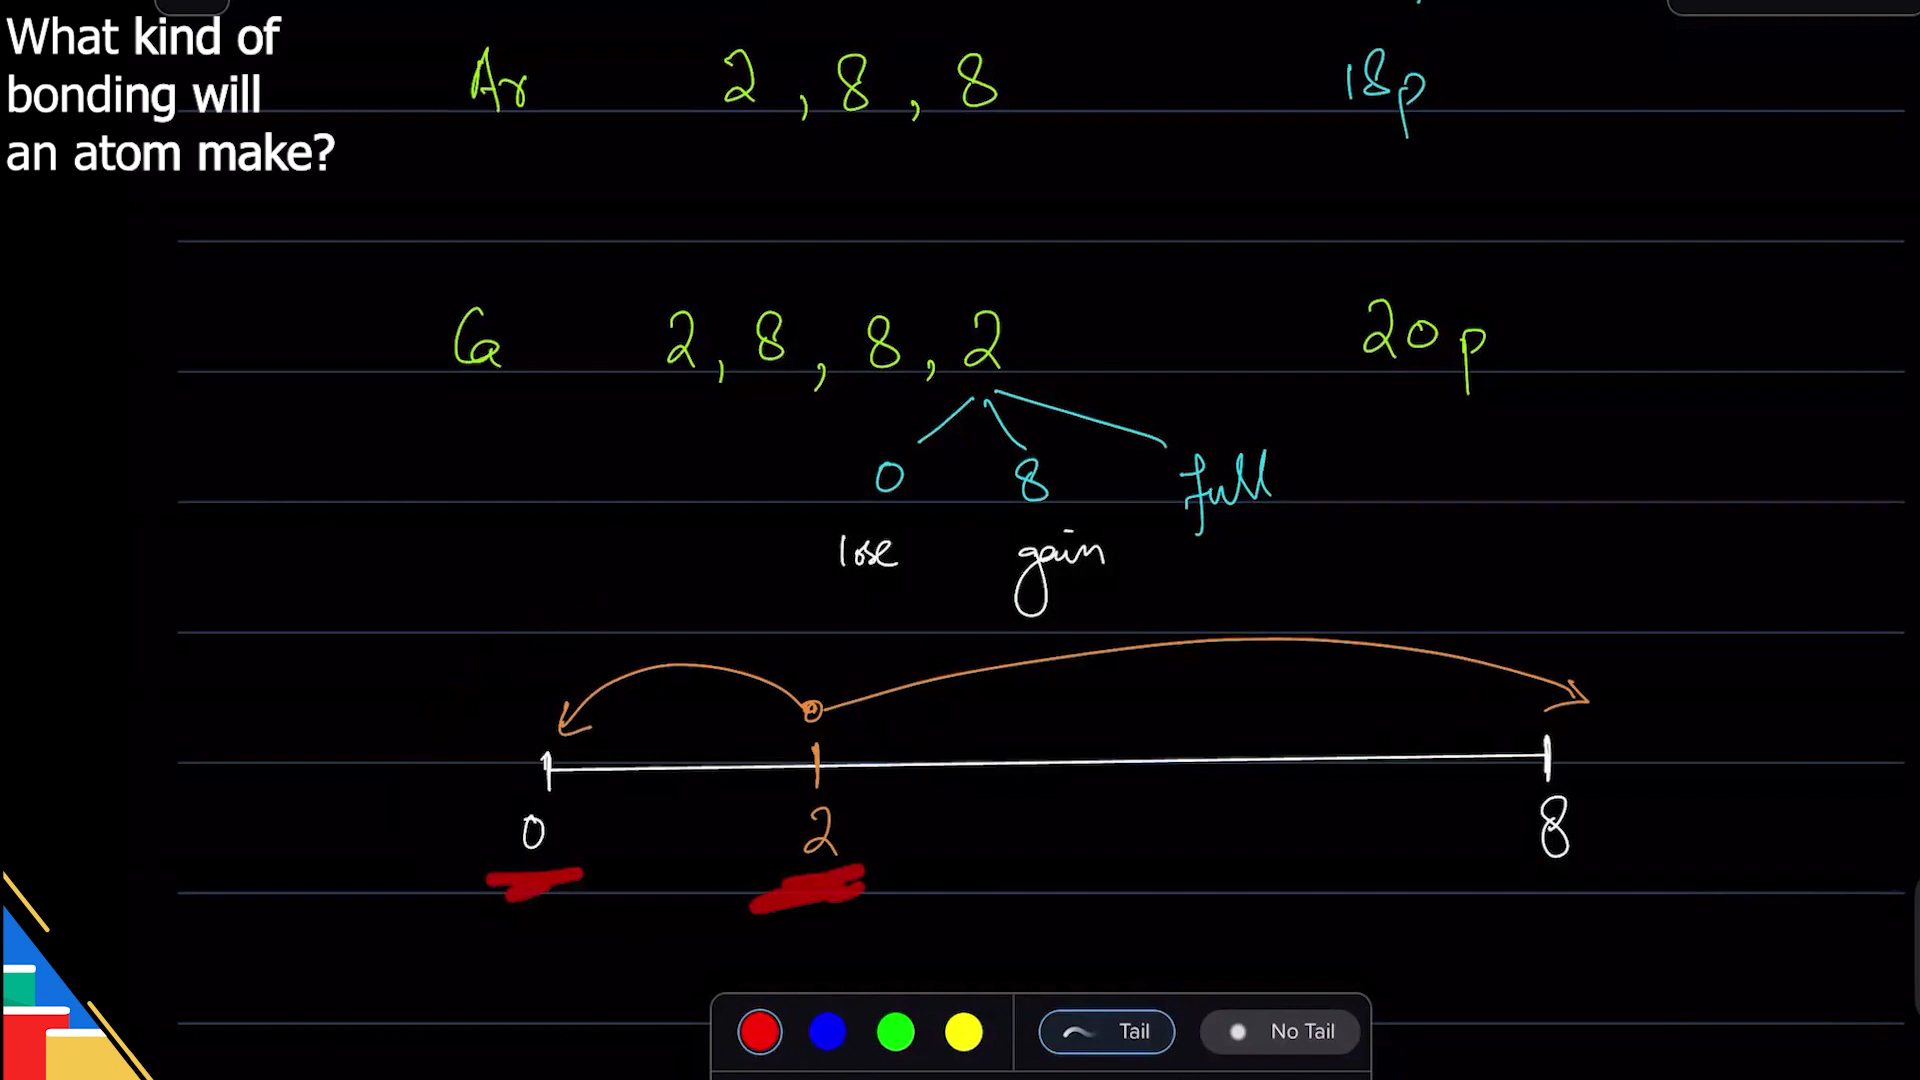 What kind of
bonding will
an atom make?
Ar 2, 8, 8 18p
Ca 2, 8, 8, 2 20p
0 8 full
lose gain
0 2 8
Tail No Tail